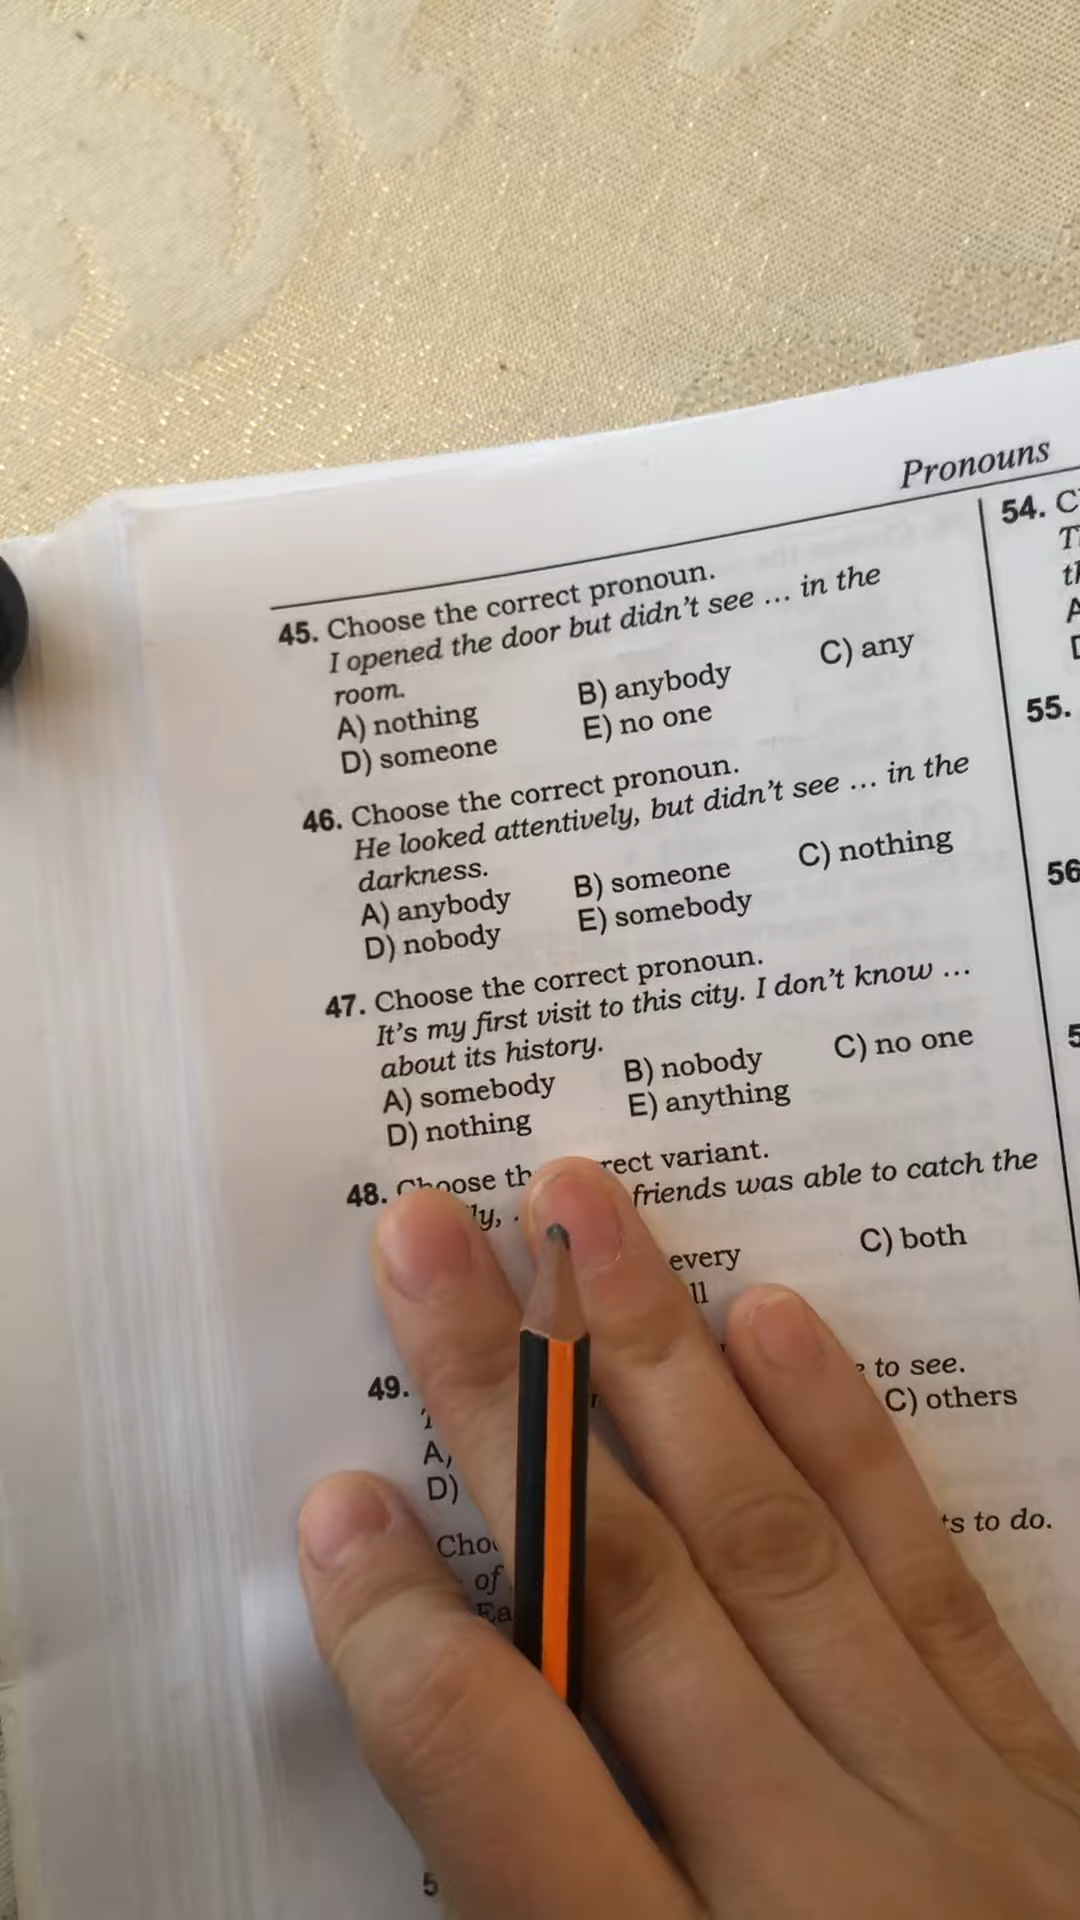 Pronouns
45. Choose the correct pronoun.
I opened the door but didn't see ... in the
room.
A) nothing B) anybody C) any
D) someone E) no one
46. Choose the correct pronoun.
He looked attentively, but didn't see ... in the
darkness.
A) anybody B) someone C) nothing
D) nobody E) somebody
47. Choose the correct pronoun.
It's my first visit to this city. I don't know ...
about its history.
A) somebody B) nobody C) no one
D) nothing E) anything
48. Choose variant.
friends was able to catch the
every C) both
49.
to see.
A) C) others
D)
to do.
of
5
54.
55.
56